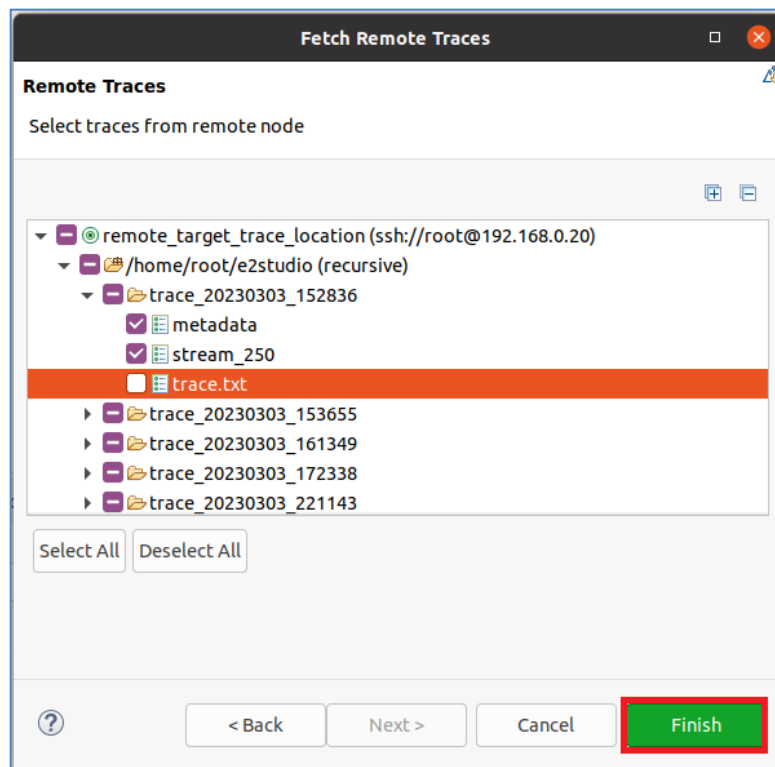 Fetch Remote Traces
Remote Traces
Select traces from remote node
remote_target_trace_location (ssh://root@192.168.0.20)
/home/root/e2studio (recursive)
trace_20230303_152836
metadata
stream_250
trace.txt
trace_20230303_153655
trace_20230303_161349
trace_20230303_172338
trace_20230303_221143
Select All Deselect All
? < Back Next > Cancel Finish